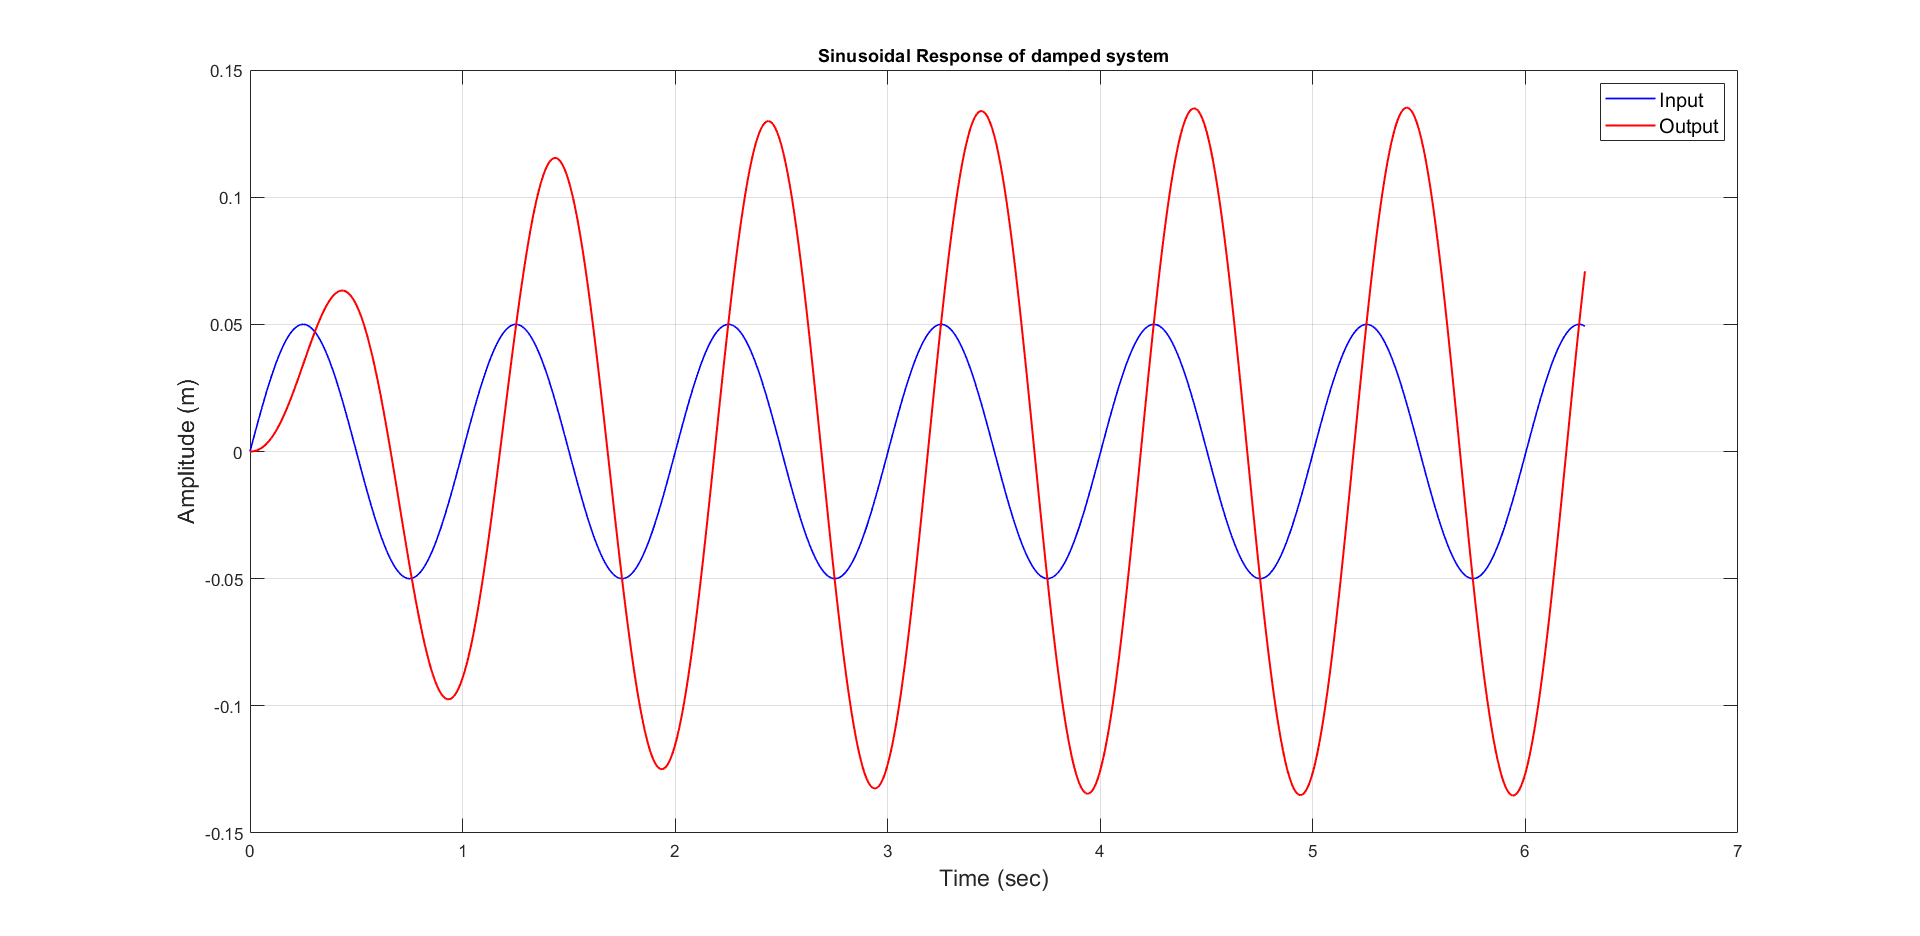 Sinusoidal Response of damped system
Input
Output
0.15
0.1
0.05
0
-0.05
-0.1
-0.15
Amplitude (m)
0 1 2 3 4 5 6 7
Time (sec)